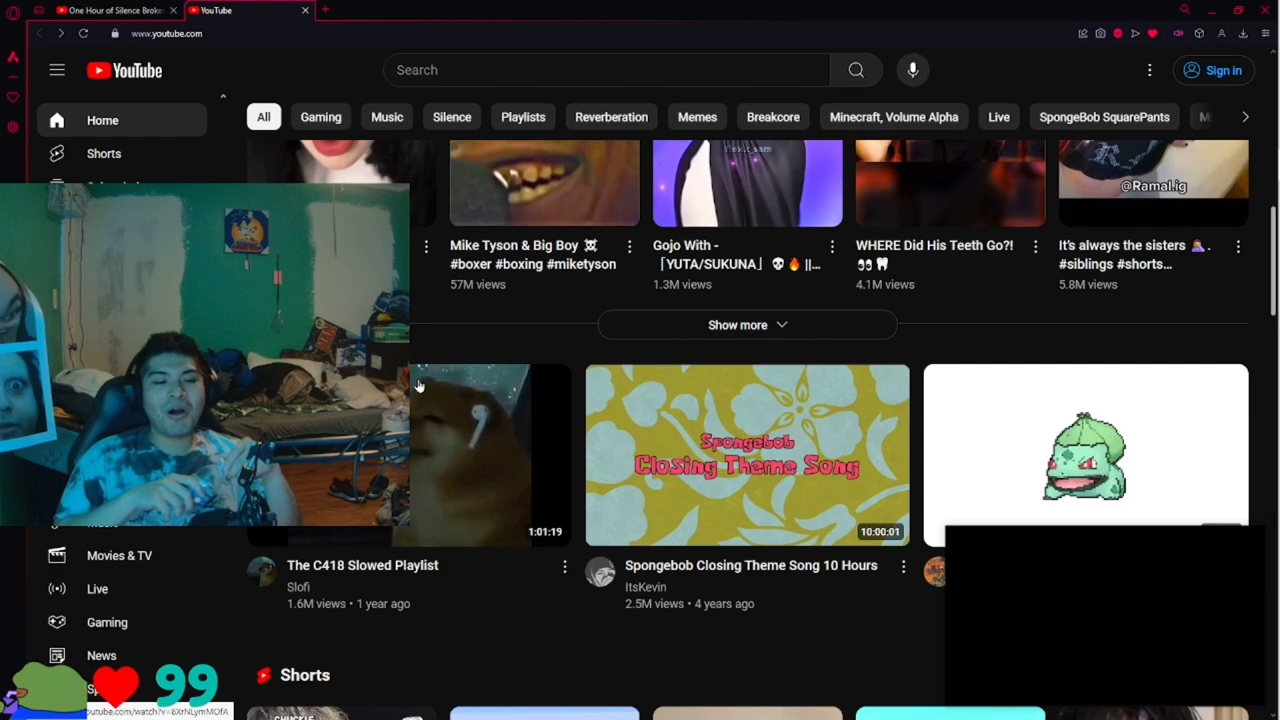 One Hour of Silence Broke
YouTube
www.youtube.com
YouTube
Search
Sign in
Home
All
Gaming
Music
Silence
Playlists
Reverberation
Memes
Breakcore
Minecraft, Volume Alpha
Live
SpongeBob SquarePants
Shorts
@Ramal.ig
Mike Tyson & Big Boy ☠️
#boxer #boxing #miketyson
57M views
Gojo With -
「YUTA/SUKUNA」 💀🔥 ||...
1.3M views
WHERE Did His Teeth Go?!
👀🦷
4.1M views
It's always the sisters 🤦🏽‍♀️.
#siblings #shorts...
5.8M views
Show more
Spongebob
Closing Theme Song
1:01:19
10:00:01
The C418 Slowed Playlist
Slofi
1.6M views • 1 year ago
Spongebob Closing Theme Song 10 Hours
ItsKevin
2.5M views • 4 years ago
Movies & TV
Live
Gaming
News
Shorts
99